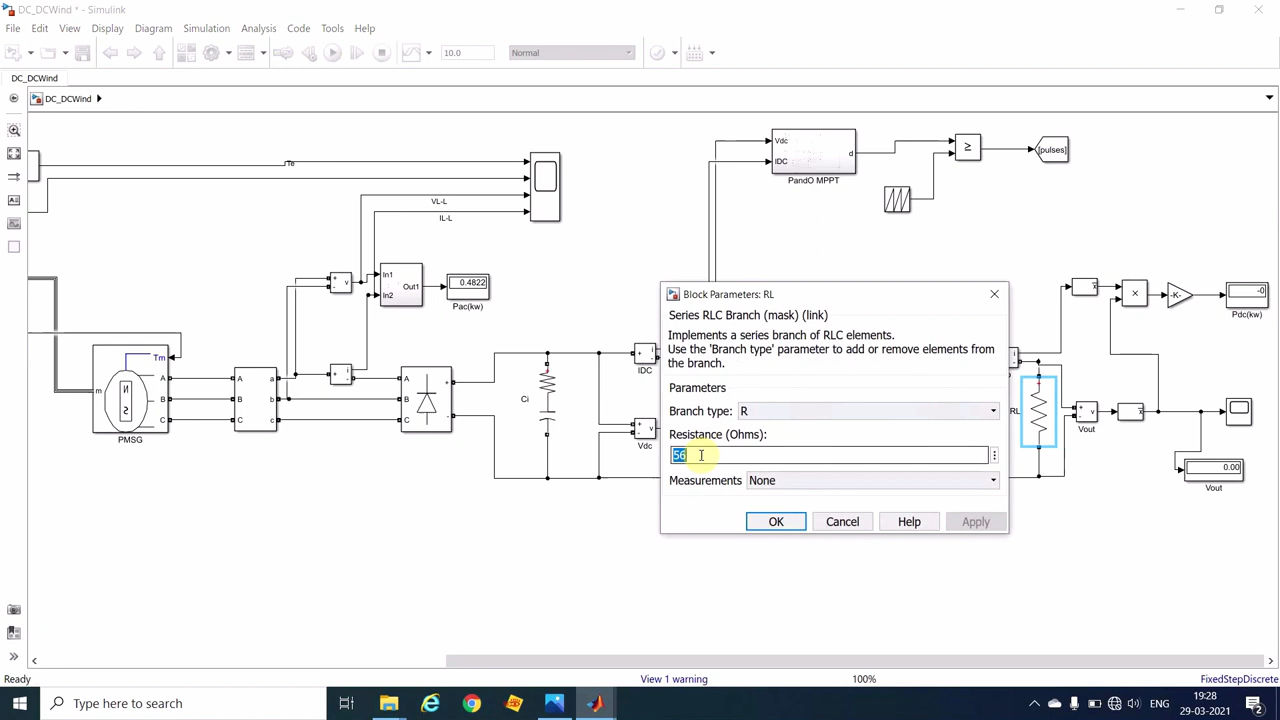 DC_DCWind * - Simulink
File Edit View Display Diagram Simulation Analysis Code Tools Help
10.0 Normal
DC_DCWind
DC_DCWind
Te
VL-L
IL-L
Vdc
IDC
d
PandO MPPT
≥
[pulses]
In1
In2
Out1
0.4822
Pac(kw)
Tm
m
N
S
A
B
C
PMSG
A
B
C
a
b
c
+
-
v
+
i
A
B
C
+
-
Ci
IDC
Vdc
Block Parameters: RL
Series RLC Branch (mask) (link)
Implements a series branch of RLC elements.
Use the 'Branch type' parameter to add or remove elements from
the branch.
Parameters
Branch type: R
Resistance (Ohms):
56
Measurements None
OK Cancel Help Apply
RL
x
×
-K-
-0
Pdc(kw)
+
-
v
Vout
x
0.00
Vout
Ready View 1 warning 100% FixedStepDiscrete
Type here to search
ENG
19:28
29-03-2021
2